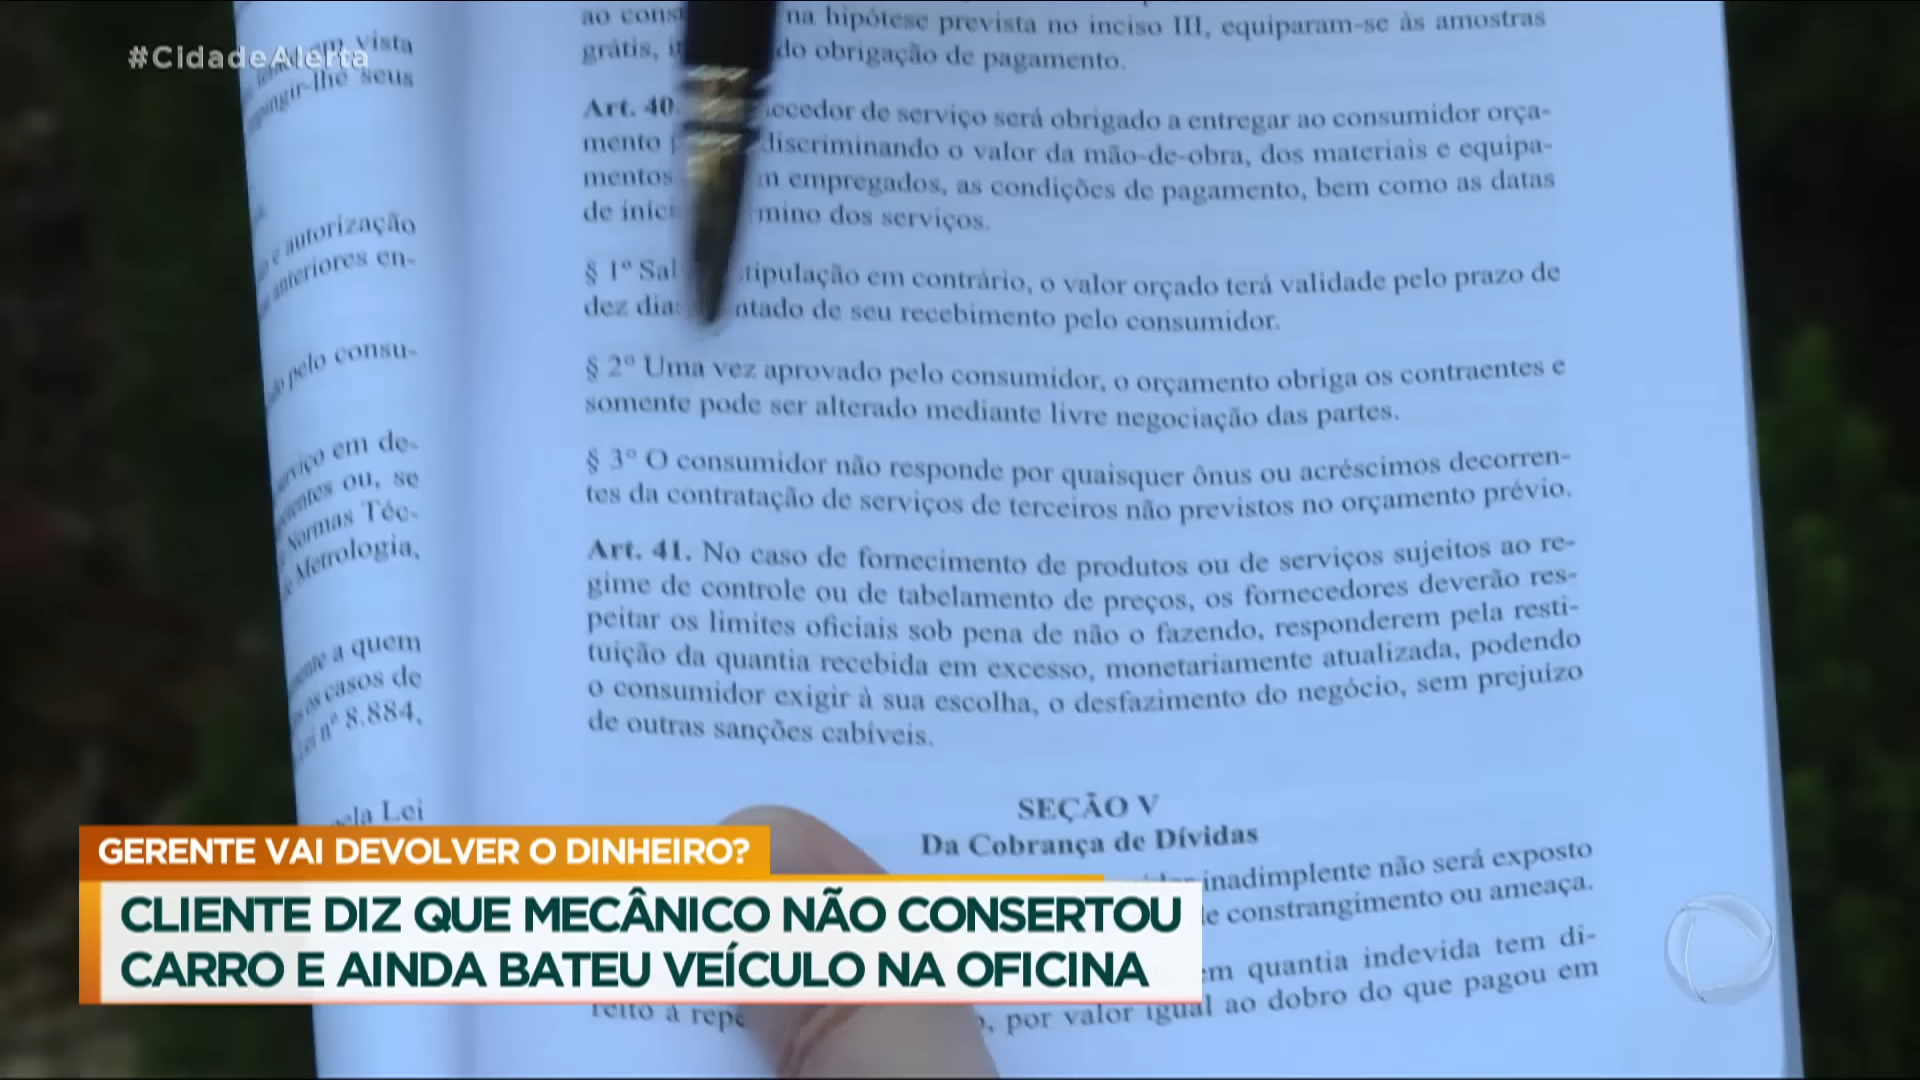 #CidadeAlerta
em vista
pingir-lhe seus
e autorização
anteriores en-
pelo consu-
serviço em de-
ou, se
Normas Téc-
Metrologia,
a quem
os casos de
Lei nº 8.884,
Lei
ao na hipótese prevista no inciso III, equiparam-se às amostras
grátis, do obrigação de pagamento.
Art. 40. será obrigado a entregar ao consumidor orça-
mento discriminando o valor da mão-de-obra, dos materiais e equipa-
mentos empregados, as condições de pagamento, bem como as datas
de dos serviços.
§ 1º em contrário, o valor orçado terá validade pelo prazo de
dez de seu recebimento pelo consumidor.
§ 2º Uma vez aprovado pelo consumidor, o orçamento obriga os contraentes e
somente pode ser alterado mediante livre negociação das partes.
§ 3º O consumidor não responde por quaisquer ônus ou acréscimos decorren-
tes da contratação de serviços de terceiros não previstos no orçamento prévio.
Art. 41. No caso de fornecimento de produtos ou de serviços sujeitos ao re-
gime de controle ou de tabelamento de preços, os fornecedores deverão res-
peitar os limites oficiais sob pena de não o fazendo, responderem pela resti-
tuição da quantia recebida em excesso, monetariamente atualizada, podendo
o consumidor exigir à sua escolha, o desfazimento do negócio, sem prejuízo
de outras sanções cabíveis.
SEÇÃO V
Da Cobrança de Dívidas
inadimplente não será exposto
constrangimento ou ameaça.
quantia indevida tem di-
reito à por valor igual ao dobro do que pagou em
GERENTE VAI DEVOLVER O DINHEIRO?
CLIENTE DIZ QUE MECÂNICO NÃO CONSERTOU
CARRO E AINDA BATEU VEÍCULO NA OFICINA